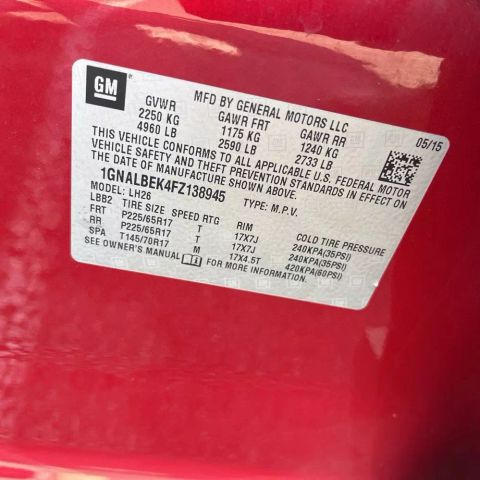 GM
MFD BY GENERAL MOTORS LLC
05/15
GVWR GAWR FRT GAWR RR
2250 KG 1175 KG 1240 KG
4960 LB 2590 LB 2733 LB
THIS VEHICLE CONFORMS TO ALL APPLICABLE U.S. FEDERAL MOTOR
VEHICLE SAFETY AND THEFT PREVENTION STANDARDS IN EFFECT ON
THE DATE OF MANUFACTURE SHOWN ABOVE.
1GNALBEK4FZ138945 TYPE: M.P.V.
MODEL: LH26
LBB2 TIRE SIZE SPEED RTG RIM COLD TIRE PRESSURE
FRT P225/65R17 T 17X7J 240KPA(35PSI)
RR P225/65R17 T 17X7J 240KPA(35PSI)
SPA T145/70R17 M 17X4.5T 420KPA(60PSI)
SEE OWNER'S MANUAL FOR MORE INFORMATION.